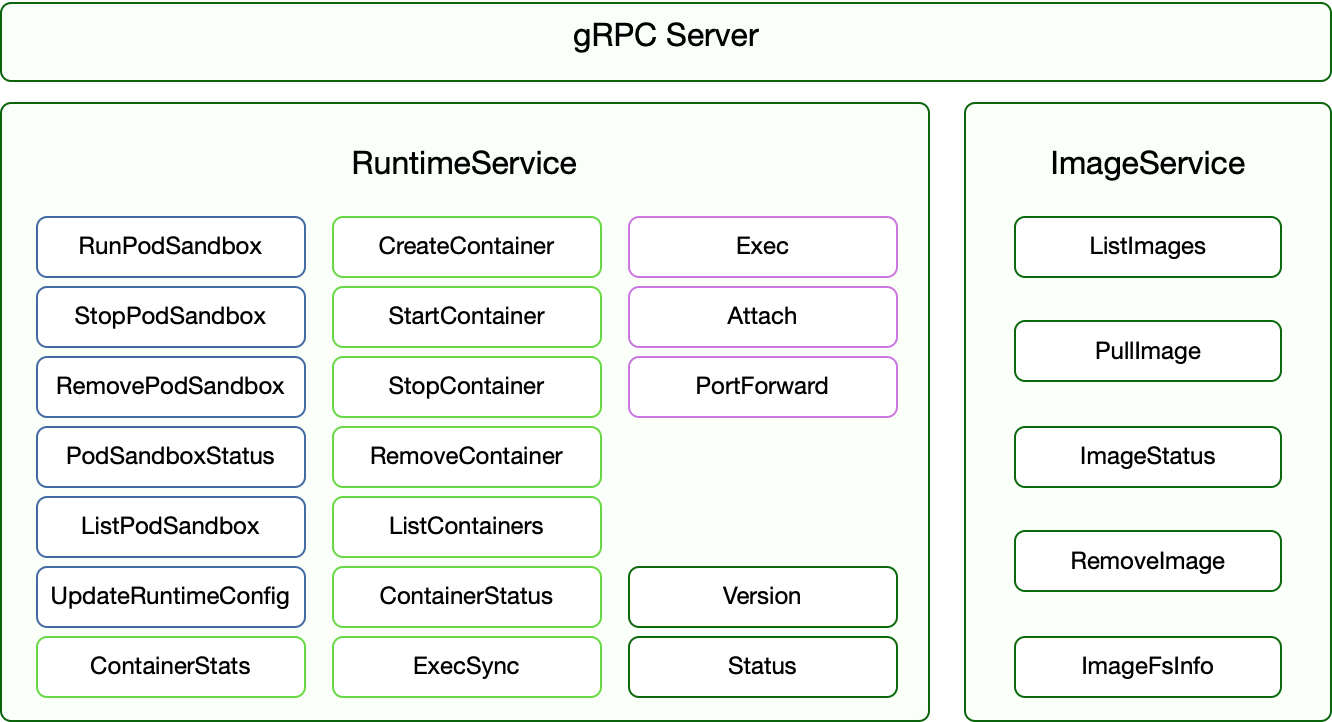 gRPC Server
RuntimeService
RunPodSandbox
StopPodSandbox
RemovePodSandbox
PodSandboxStatus
ListPodSandbox
UpdateRuntimeConfig
ContainerStats
CreateContainer
StartContainer
StopContainer
RemoveContainer
ListContainers
ContainerStatus
ExecSync
Exec
Attach
PortForward
Version
Status
ImageService
ListImages
PullImage
ImageStatus
RemoveImage
ImageFsInfo